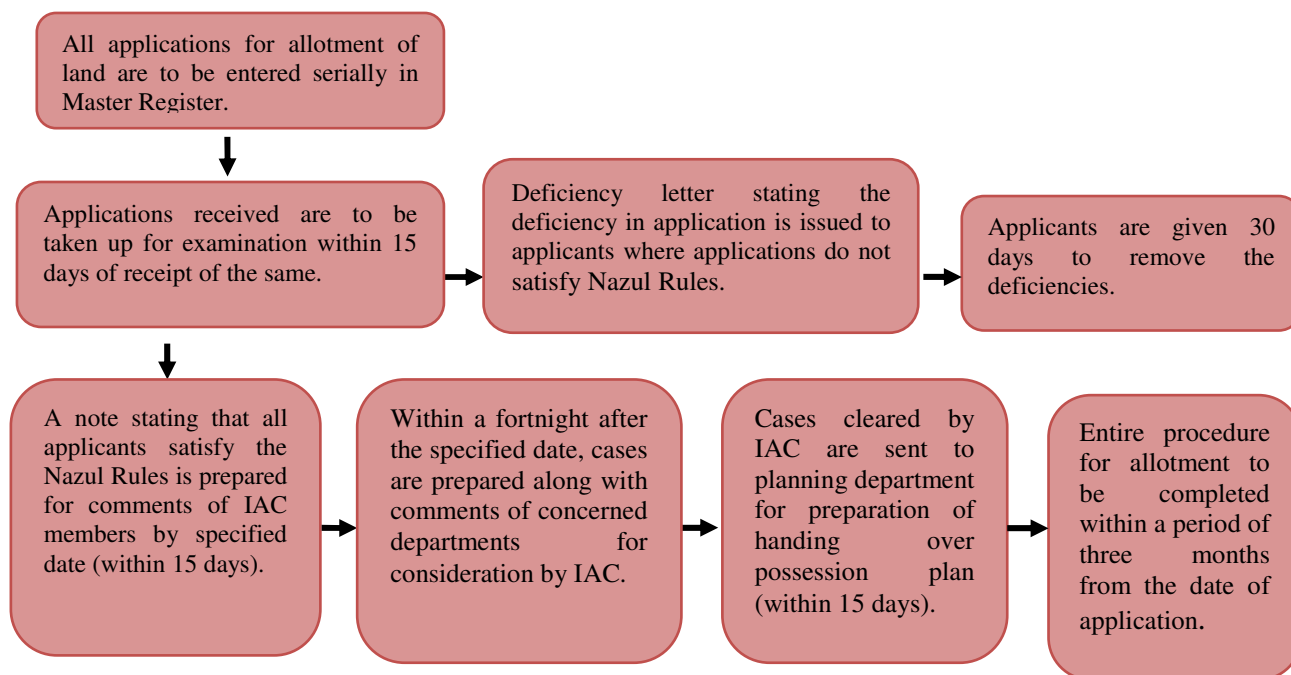 All applications for allotment of
land are to be entered serially in
Master Register.
Applications received are to be
taken up for examination within 15
days of receipt of the same.
Deficiency letter stating the
deficiency in application is issued to
applicants where applications do not
satisfy Nazul Rules.
Applicants are given 30
days to remove the
deficiencies.
A note stating that all
applicants satisfy the
Nazul Rules is prepared
for comments of IAC
members by specified
date (within 15 days).
Within a fortnight after
the specified date, cases
are prepared along with
comments of concerned
departments for
consideration by IAC.
Cases cleared by
IAC are sent to
planning department
for preparation of
handing over
possession plan
(within 15 days).
Entire procedure
for allotment to
be completed
within a period of
three months
from the date of
application.